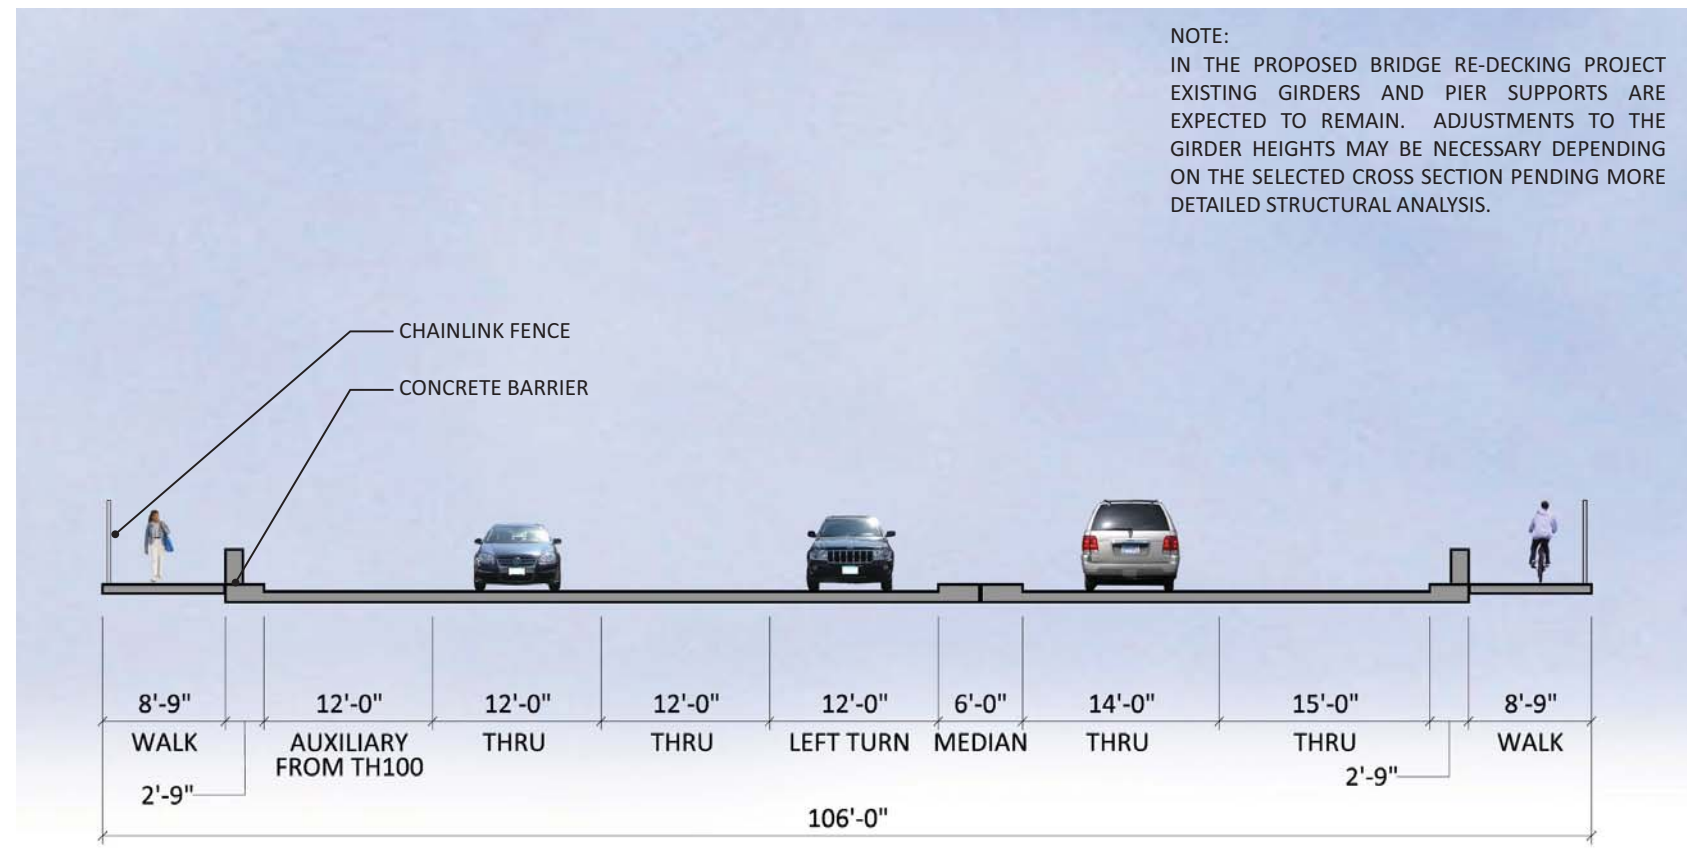 NOTE:
IN THE PROPOSED BRIDGE RE-DECKING PROJECT
EXISTING GIRDERS AND PIER SUPPORTS ARE
EXPECTED TO REMAIN. ADJUSTMENTS TO THE
GIRDER HEIGHTS MAY BE NECESSARY DEPENDING
ON THE SELECTED CROSS SECTION PENDING MORE
DETAILED STRUCTURAL ANALYSIS.
CHAINLINK FENCE
CONCRETE BARRIER
8'-9" 12'-0" 12'-0" 12'-0" 12'-0" 6'-0" 14'-0" 15'-0" 8'-9"
WALK AUXILIARY THRU THRU LEFT TURN MEDIAN THRU THRU WALK
FROM TH100
2'-9" 2'-9"
106'-0"